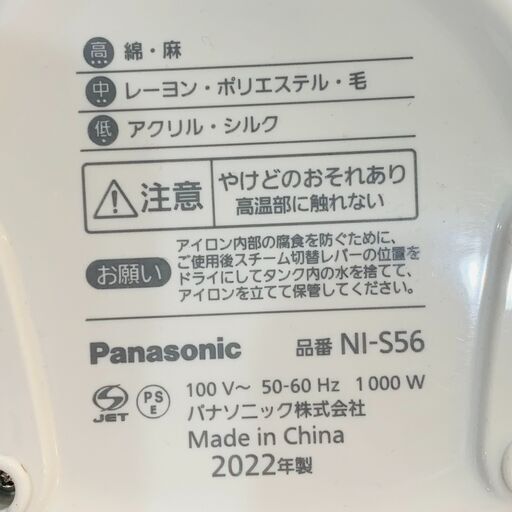 高 綿・麻
中 レーヨン・ポリエステル・毛
低 アクリル・シルク
注意 やけどのおそれあり
高温部に触れない
お願い
アイロン内部の腐食を防ぐために、
ご使用後スチーム切替レバーの位置を
ドライにしてタンク内の水を捨てて、
アイロンを立てて保管してください。
Panasonic 品番 NI-S56
JET PSE 100 V～ 50-60 Hz 1000 W
パナソニック株式会社
Made in China
2022年製